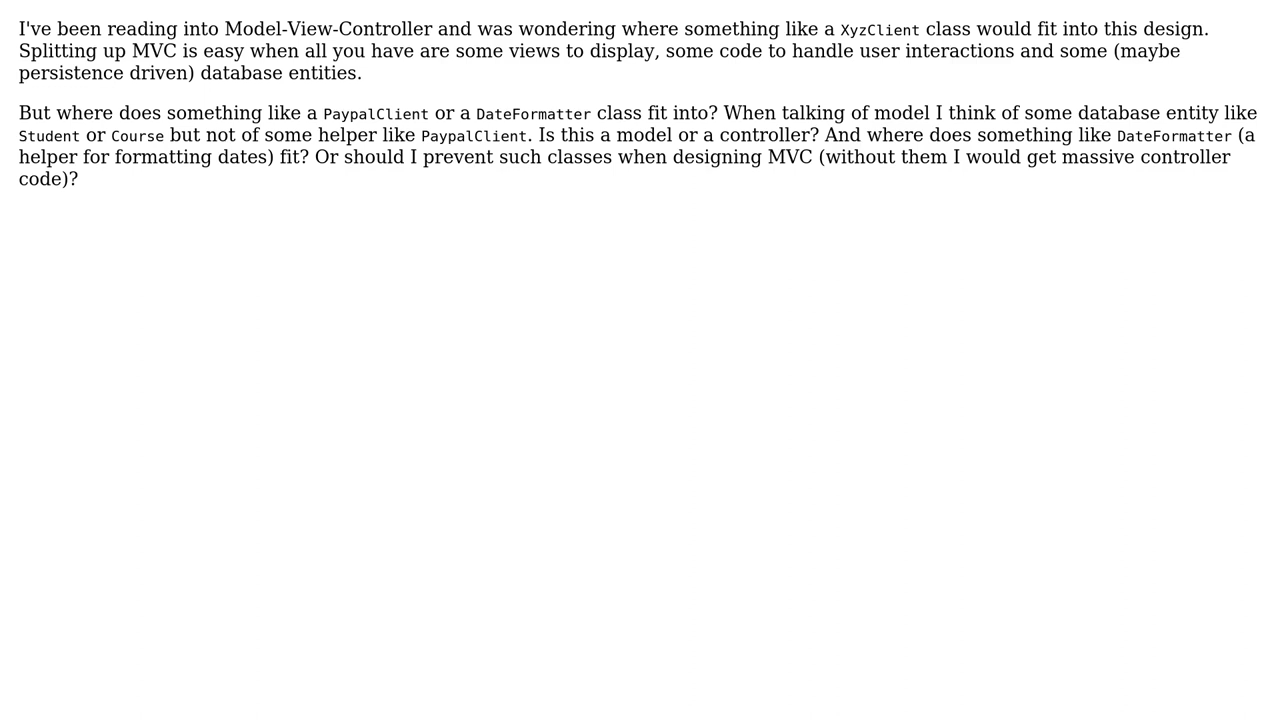 I've been reading into Model-View-Controller and was wondering where something like a XyzClient class would fit into this design.
Splitting up MVC is easy when all you have are some views to display, some code to handle user interactions and some (maybe
persistence driven) database entities.
But where does something like a PaypalClient or a DateFormatter class fit into? When talking of model I think of some database entity like
Student or Course but not of some helper like PaypalClient. Is this a model or a controller? And where does something like DateFormatter (a
helper for formatting dates) fit? Or should I prevent such classes when designing MVC (without them I would get massive controller
code)?